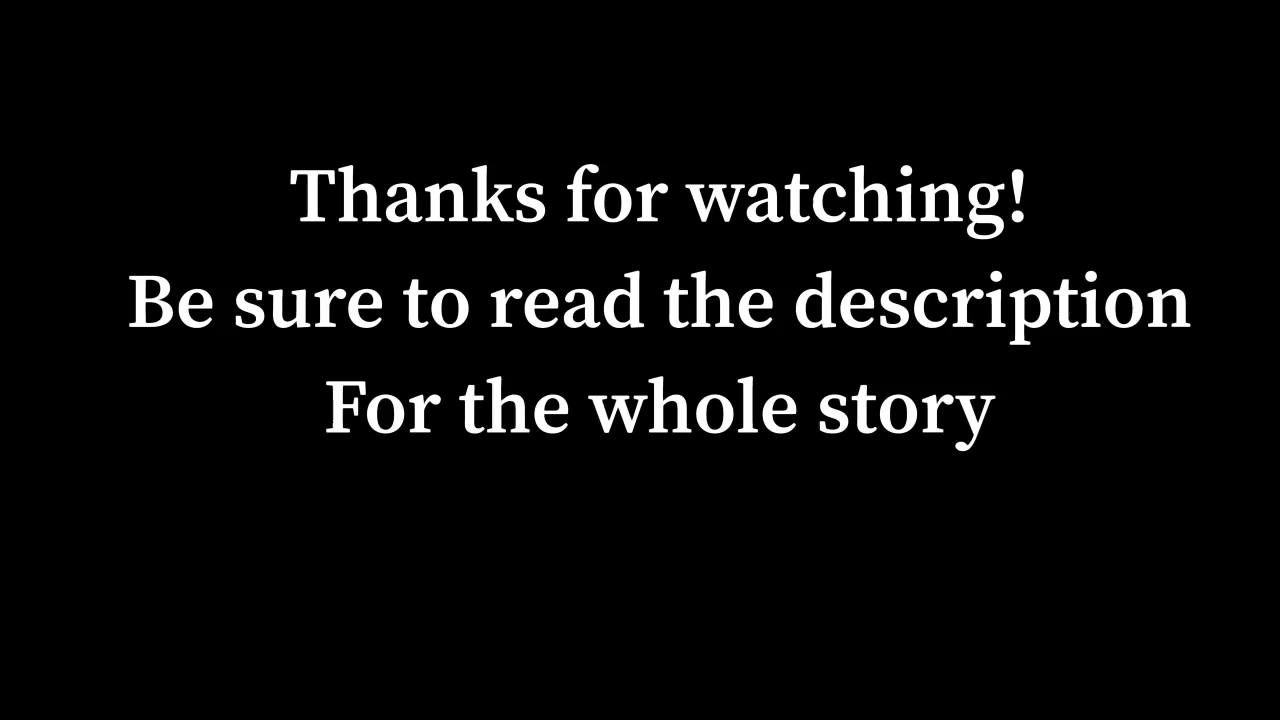 Thanks for watching!
Be sure to read the description
For the whole story